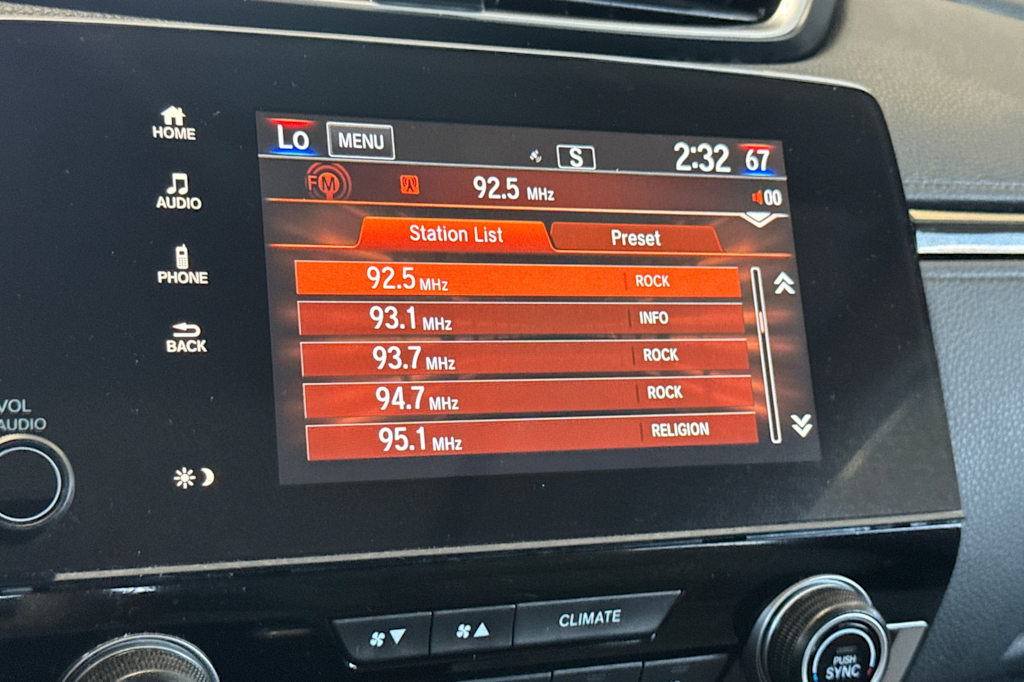 HOME
AUDIO
PHONE
BACK
VOL
AUDIO
LO MENU S 2:32 67
FM 92.5 MHz 00
Station List Preset
92.5 MHz ROCK
93.1 MHz INFO
93.7 MHz ROCK
94.7 MHz ROCK
95.1 MHz RELIGION
CLIMATE
PUSH
SYNC